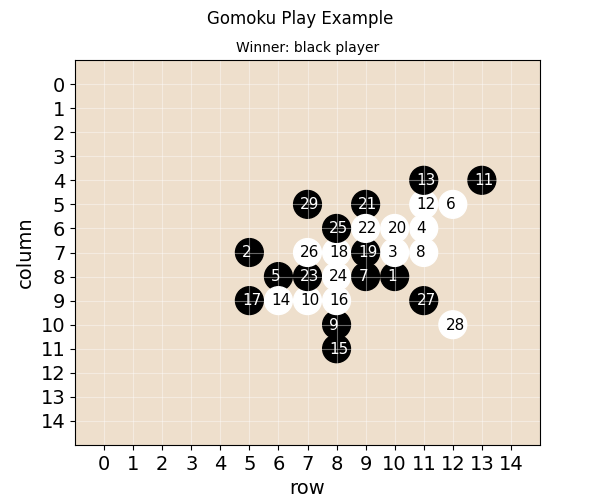 Gomoku Play Example
Winner: black player
0
1
2
3
4 13 11
5 29 21 12 6
6 25 22 20 4
7 2 26 18 19 3 8
8 5 23 24 7 1
9 17 14 10 16 27
10 9 28
11 15
12
13
14
column
0 1 2 3 4 5 6 7 8 9 10 11 12 13 14
row